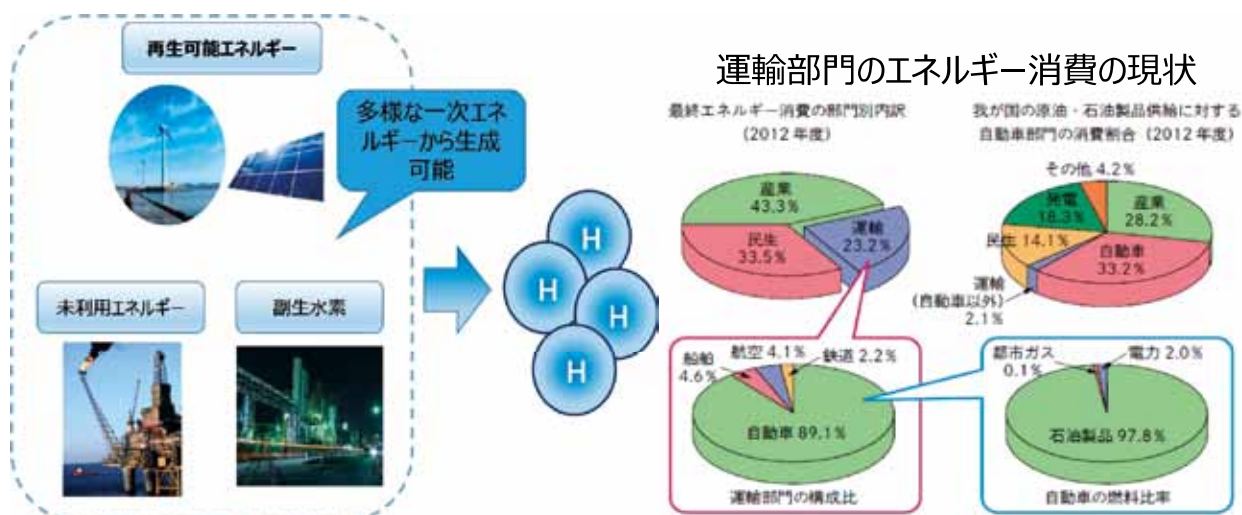 再生可能エネルギー
多様な一次エネ
ルギーから生成
可能
未利用エネルギー
副生水素
H
H
H
H
運輸部門のエネルギー消費の現状
最終エネルギー消費の部門別内訳
(2012年度)
産業
43.3%
運輸
23.2%
民生
33.5%
我が国の原油・石油製品供給に対する
自動車部門の消費割合(2012年度)
その他 4.2%
発電
18.3%
産業
28.2%
民生 14.1%
自動車
33.2%
運輸
(自動車以外)
2.1%
船舶
4.6%
航空 4.1%
鉄道 2.2%
自動車 89.1%
運輸部門の構成比
都市ガス
0.1%
電力 2.0%
石油製品 97.8%
自動車の燃料比率